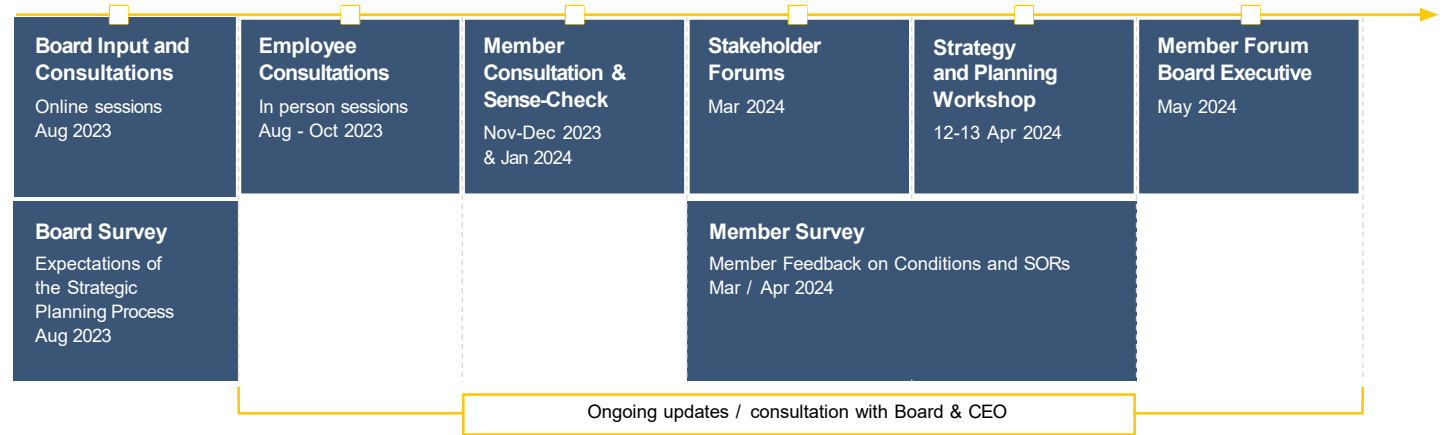 Board Input and
Consultations
Online sessions
Aug 2023
Employee
Consultations
In person sessions
Aug - Oct 2023
Member
Consultation &
Sense-Check
Nov-Dec 2023
& Jan 2024
Stakeholder
Forums
Mar 2024
Strategy
and Planning
Workshop
12-13 Apr 2024
Member Forum
Board Executive
May 2024
Board Survey
Expectations of
the Strategic
Planning Process
Aug 2023
Member Survey
Member Feedback on Conditions and SORs
Mar / Apr 2024
Ongoing updates / consultation with Board & CEO